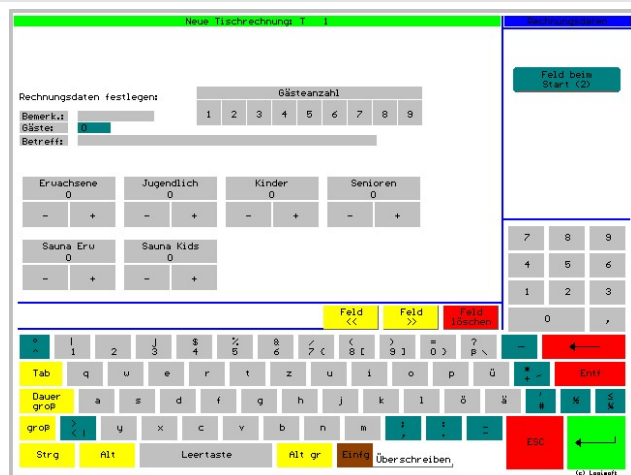 Neue Tischrechnung: T 1
Rechnungsdaten
Feld beim
Start (2)
Rechnungsdaten festlegen:
Gästeanzahl
1 2 3 4 5 6 7 8 9
Bemerk.:
Gäste: 0
Betreff:
Erwachsene Jugendlich Kinder Senioren
0 0 0 0
- + - + - + - +
Sauna Erw Sauna Kids
0 0
- + - +
7 8 9
4 5 6
1 2 3
0 ,
Feld Feld Feld
<< >> löschen
° | J $ % & / ( ) = ?
^ 1 2 3 4 5 6 7 { 8 [ 9 ] 0 } β \ -
Tab q w e r t z u i o p ü * + ~ Entf
Dauer
groß a s d f g h j k l ö ä ' #
groß > < | y x c v b n m ; , : . _ -
Strg Alt Leertaste Alt gr Einfg Überschreiben
ESC
(c) Logisoft